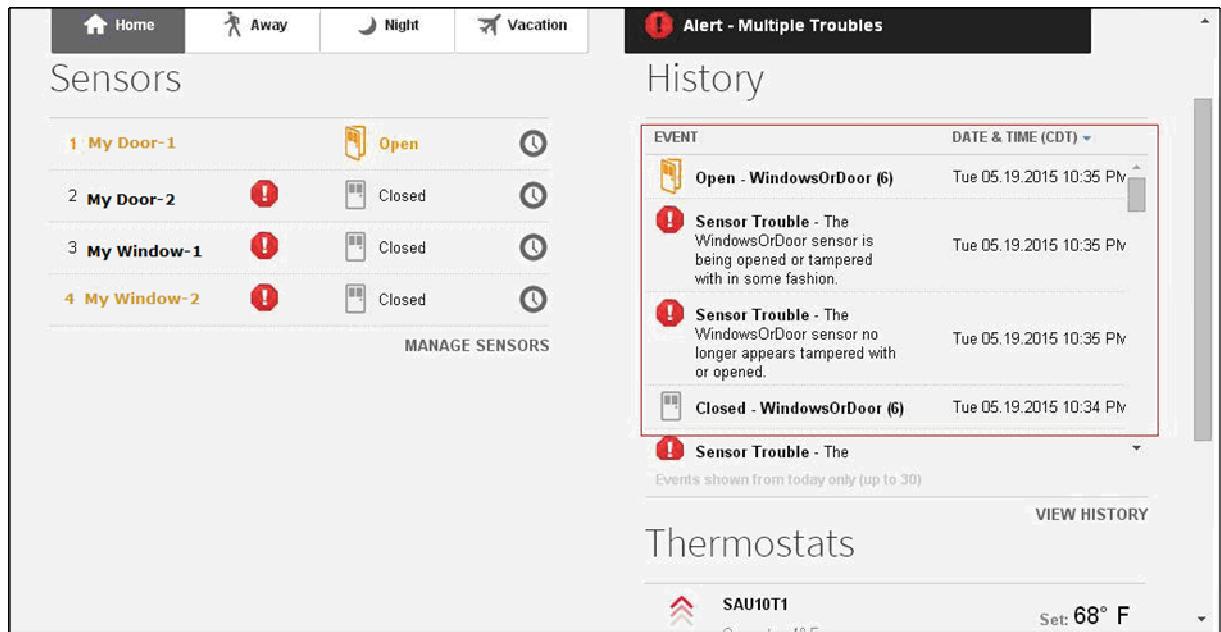 Home Away Night Vacation
Alert - Multiple Troubles
Sensors
1 My Door-1 Open
2 My Door-2 Closed
3 My Window-1 Closed
4 My Window-2 Closed
MANAGE SENSORS
History
EVENT DATE & TIME (CDT)
Open - WindowsOrDoor (6) Tue 05.19.2015 10:35 PM
Sensor Trouble - The
WindowsOrDoor sensor is
being opened or tampered
with in some fashion.
Tue 05.19.2015 10:35 PM
Sensor Trouble - The
WindowsOrDoor sensor no
longer appears tampered with
or opened.
Tue 05.19.2015 10:35 PM
Closed - WindowsOrDoor (6) Tue 05.19.2015 10:34 PM
Sensor Trouble - The
Events shown from today only (up to 30)
VIEW HISTORY
Thermostats
SAU10T1
Set: 68° F